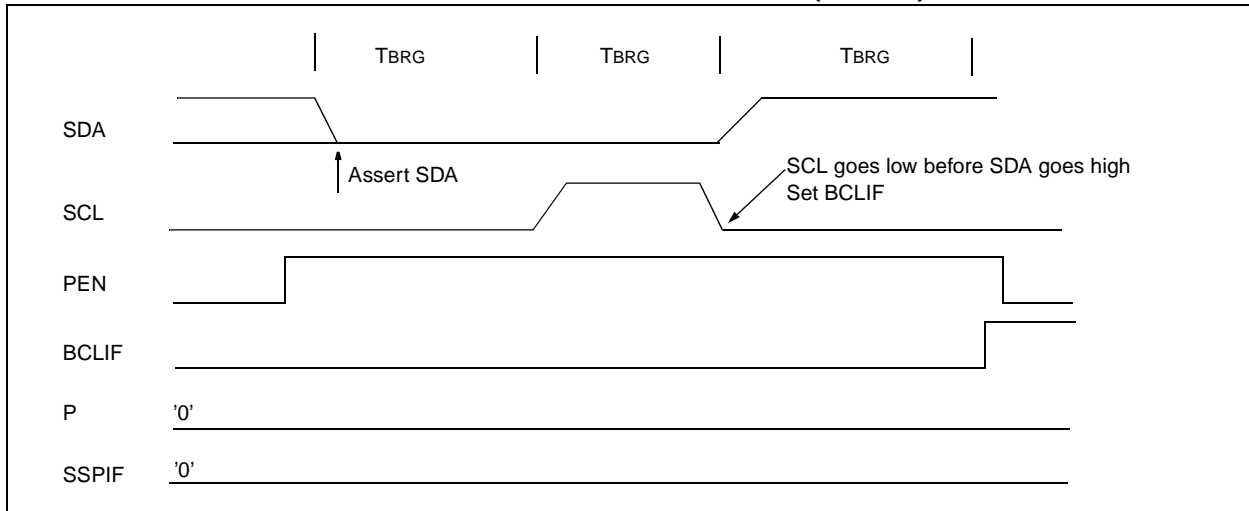 TBRG TBRG TBRG
SDA
Assert SDA
SCL goes low before SDA goes high
Set BCLIF
SCL
PEN
BCLIF
P '0'
SSPIF '0'